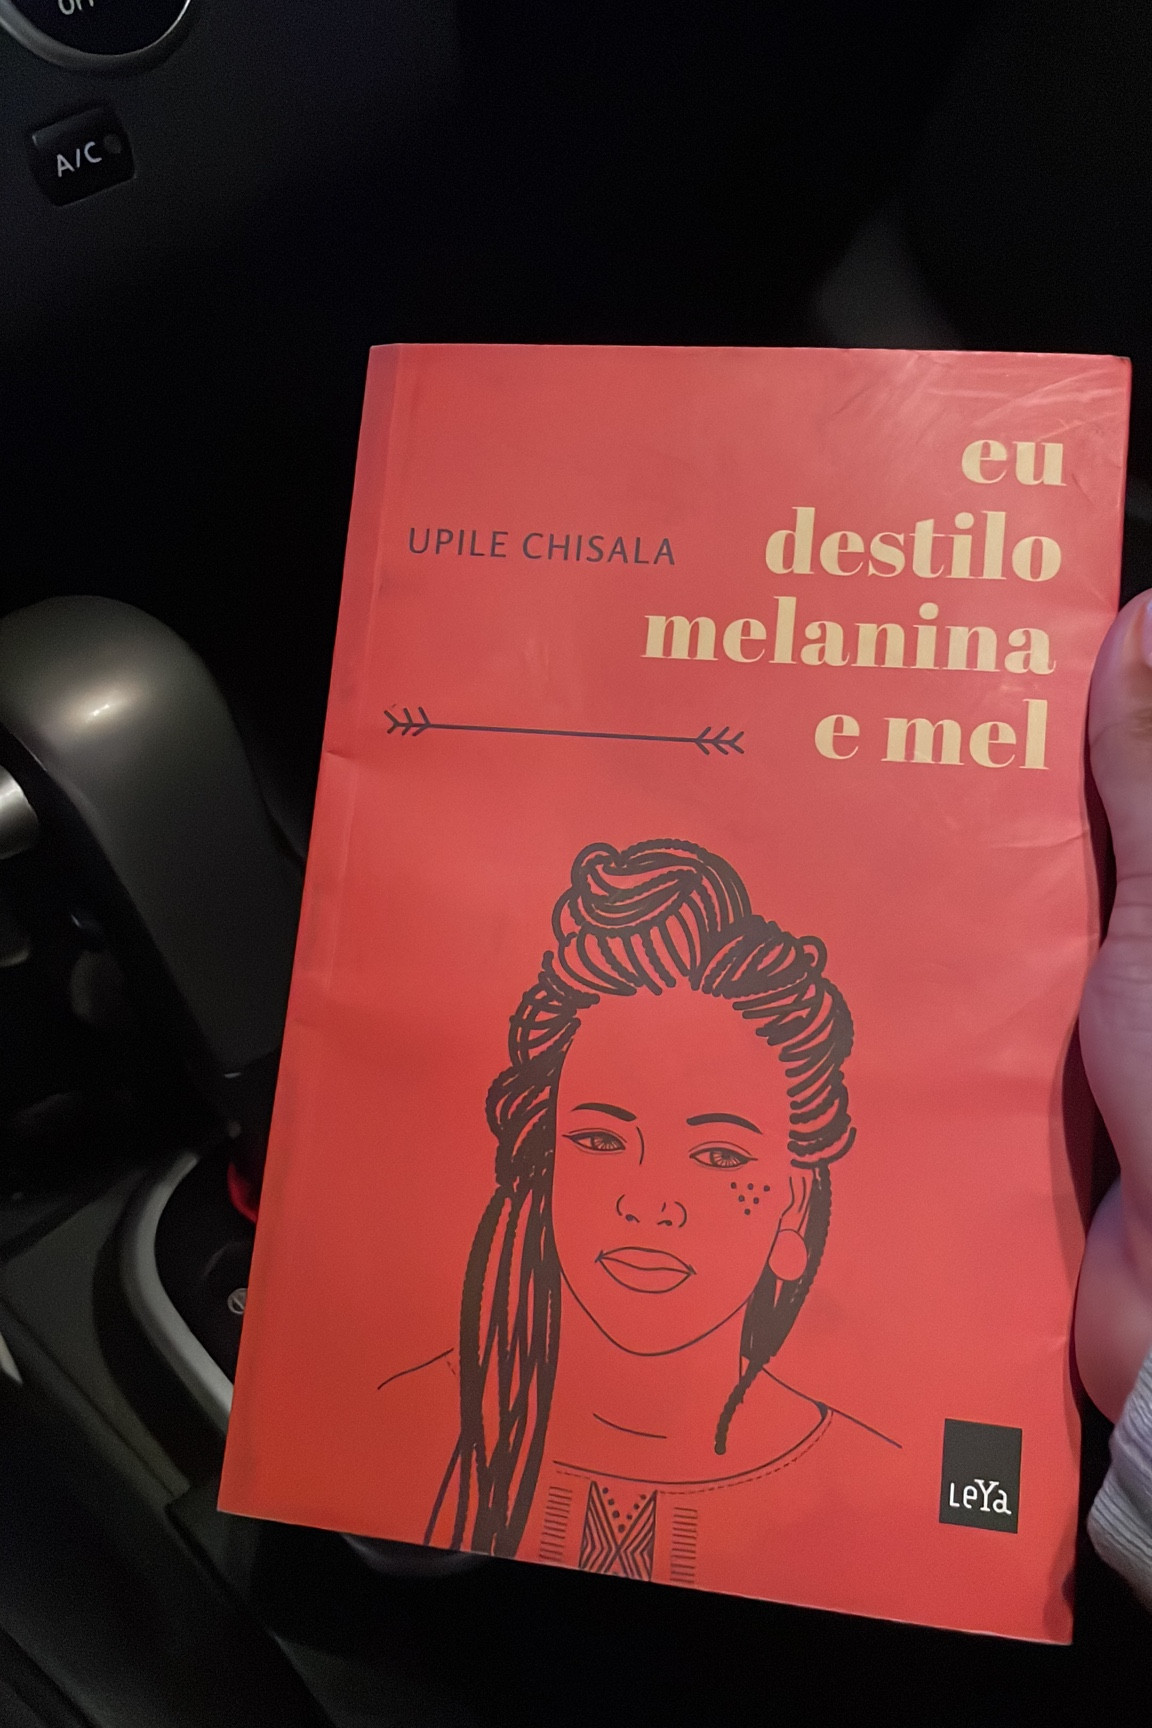 A/C
UPILE CHISALA
eu
destilo
melanina
e mel
LeYa